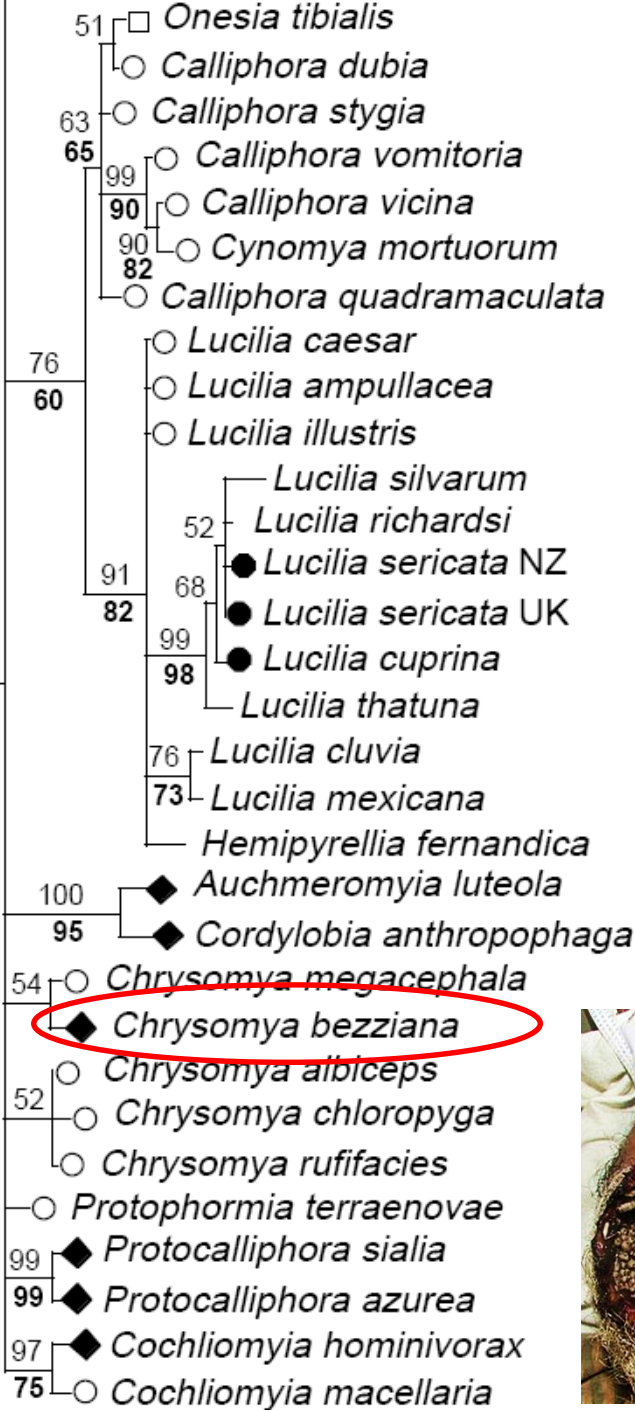 51 Onesia tibialis
Calliphora dubia
63 Calliphora stygia
65 Calliphora vomitoria
99
90 Calliphora vicina
90 Cynomya mortuorum
82
Calliphora quadramaculata
Lucilia caesar
76
60 Lucilia ampullacea
Lucilia illustris
Lucilia silvarum
52 Lucilia richardsi
Lucilia sericata NZ
91 68
82 Lucilia sericata UK
99 Lucilia cuprina
98
Lucilia thatuna
76 Lucilia cluvia
73 Lucilia mexicana
Hemipyrellia fernandica
100 Auchmeromyia luteola
95 Cordylobia anthropophaga
54 Chrysomya megacephala
Chrysomya bezziana
Chrysomya albiceps
52 Chrysomya chloropyga
Chrysomya rufifacies
Protophormia terraenovae
99 Protocalliphora sialia
99 Protocalliphora azurea
97 Cochliomyia hominivorax
75 Cochliomyia macellaria